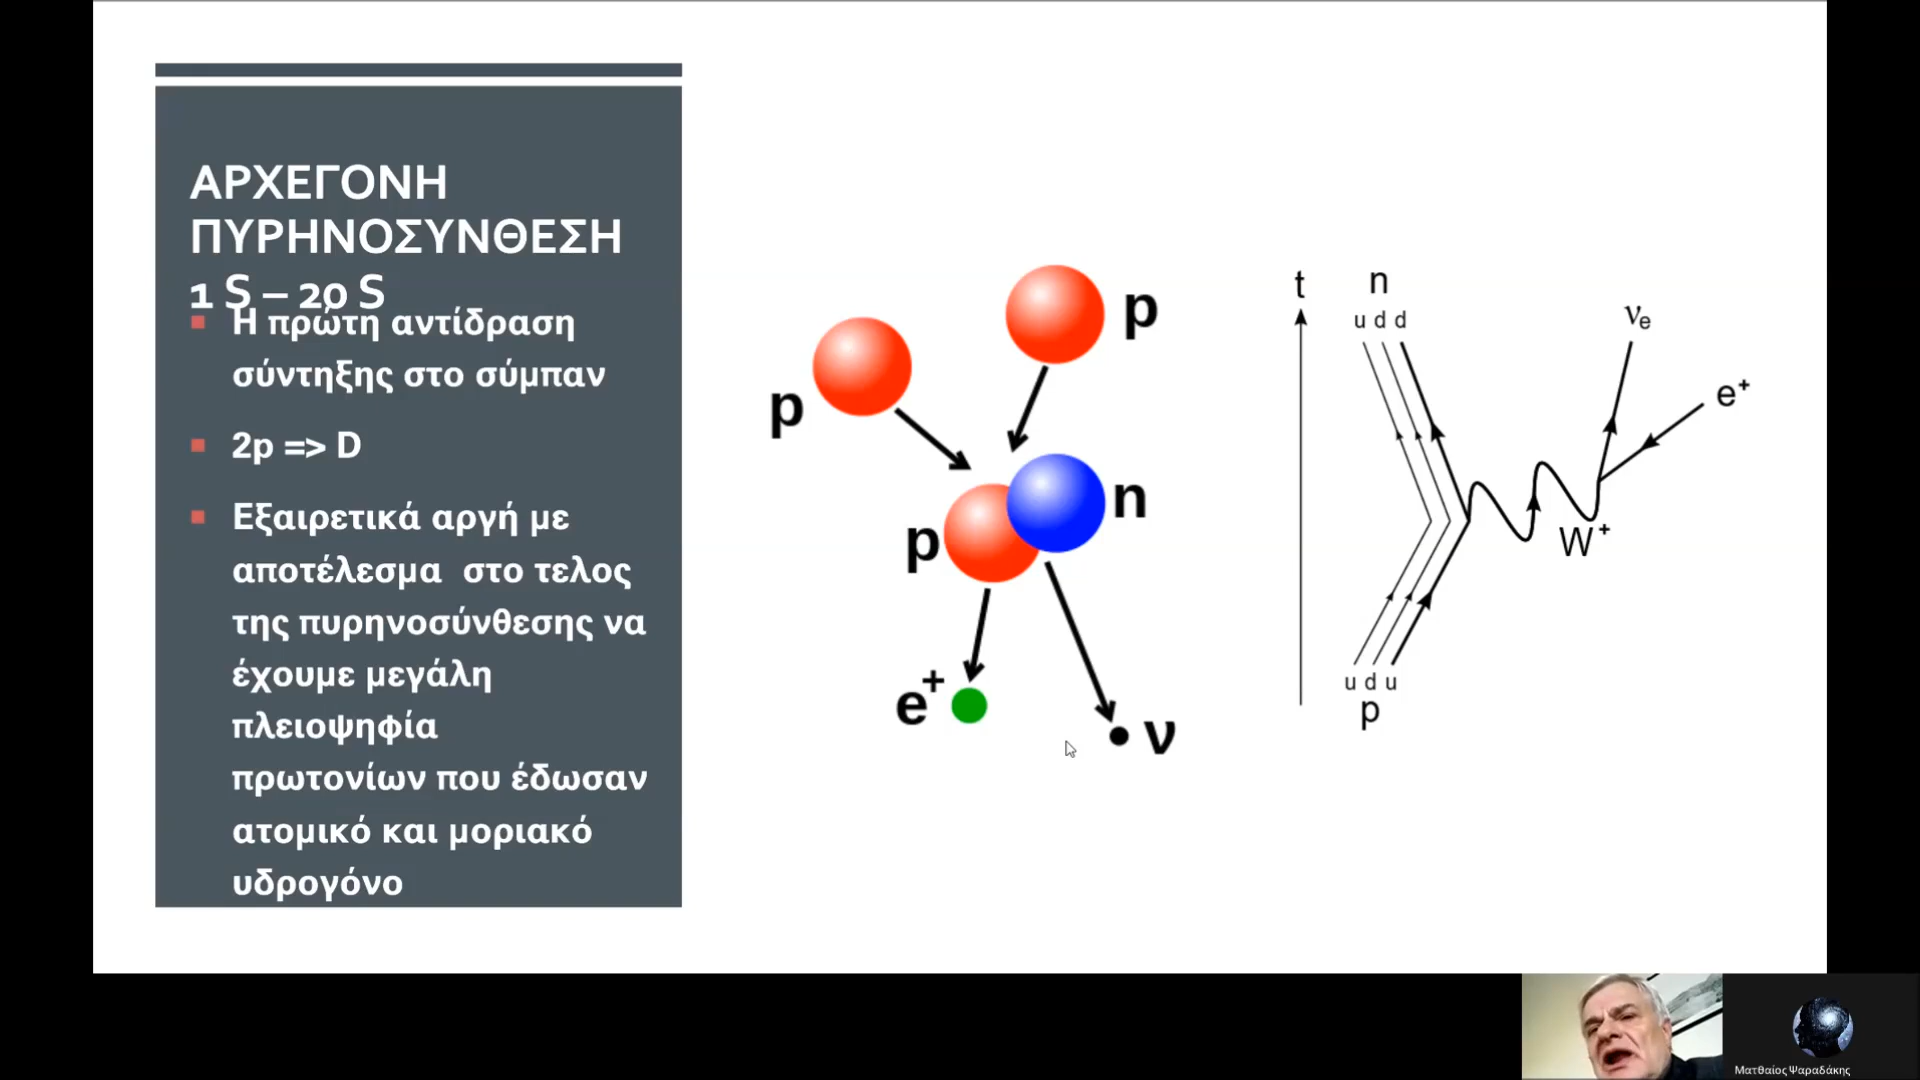 ΑΡΧΕΓΟΝΗ
ΠΥΡΗΝΟΣΥΝΘΕΣΗ
1 S – 20 S
Η πρώτη αντίδραση
σύντηξης στο σύμπαν
2p => D
Εξαιρετικά αργή με
αποτέλεσμα στο τελος
της πυρηνοσύνθεσης να
έχουμε μεγάλη
πλειοψηφία
πρωτονίων που έδωσαν
ατομικό και μοριακό
υδρογόνο
p
p
n
p
e+
ν
t
n
u d d
νe
e+
W+
u d u
p
Ματθαίος Ψαραδάκης